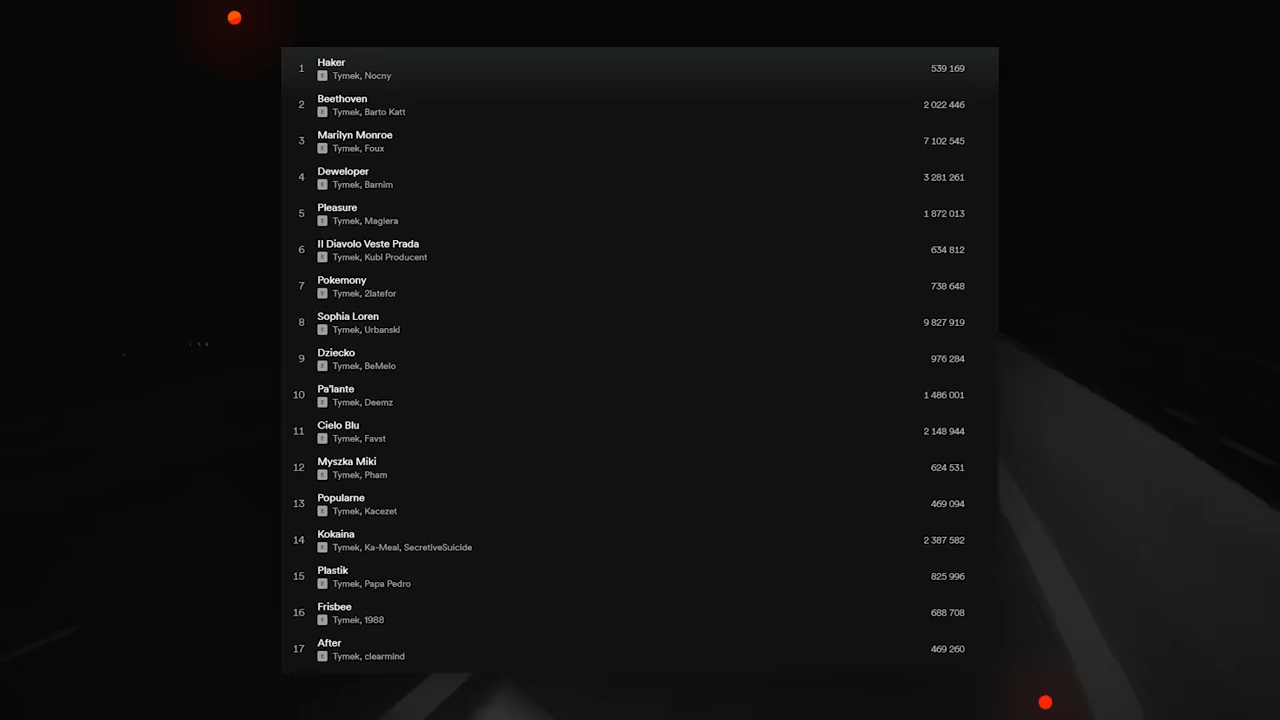 1
Haker
E Tymek, Nocny
539 169
2
Beethoven
E Tymek, Barto Katt
2 022 446
3
Marilyn Monroe
E Tymek, Foux
7 102 545
4
Deweloper
E Tymek, Barnim
3 281 261
5
Pleasure
E Tymek, Magiera
1 872 013
6
Il Diavolo Veste Prada
E Tymek, Kubi Producent
634 812
7
Pokemony
E Tymek, 2latefor
738 648
8
Sophia Loren
E Tymek, Urbanski
9 827 919
9
Dziecko
E Tymek, BeMelo
976 284
10
Pa'lante
E Tymek, Deemz
1 486 001
11
Cielo Blu
E Tymek, Favst
2 148 944
12
Myszka Miki
E Tymek, Pham
624 531
13
Popularne
E Tymek, Kacezet
469 094
14
Kokaina
E Tymek, Ka-Meal, SecretiveSuicide
2 387 582
15
Plastik
E Tymek, Papa Pedro
825 996
16
Frisbee
E Tymek, 1988
688 708
17
After
E Tymek, clearmind
469 260